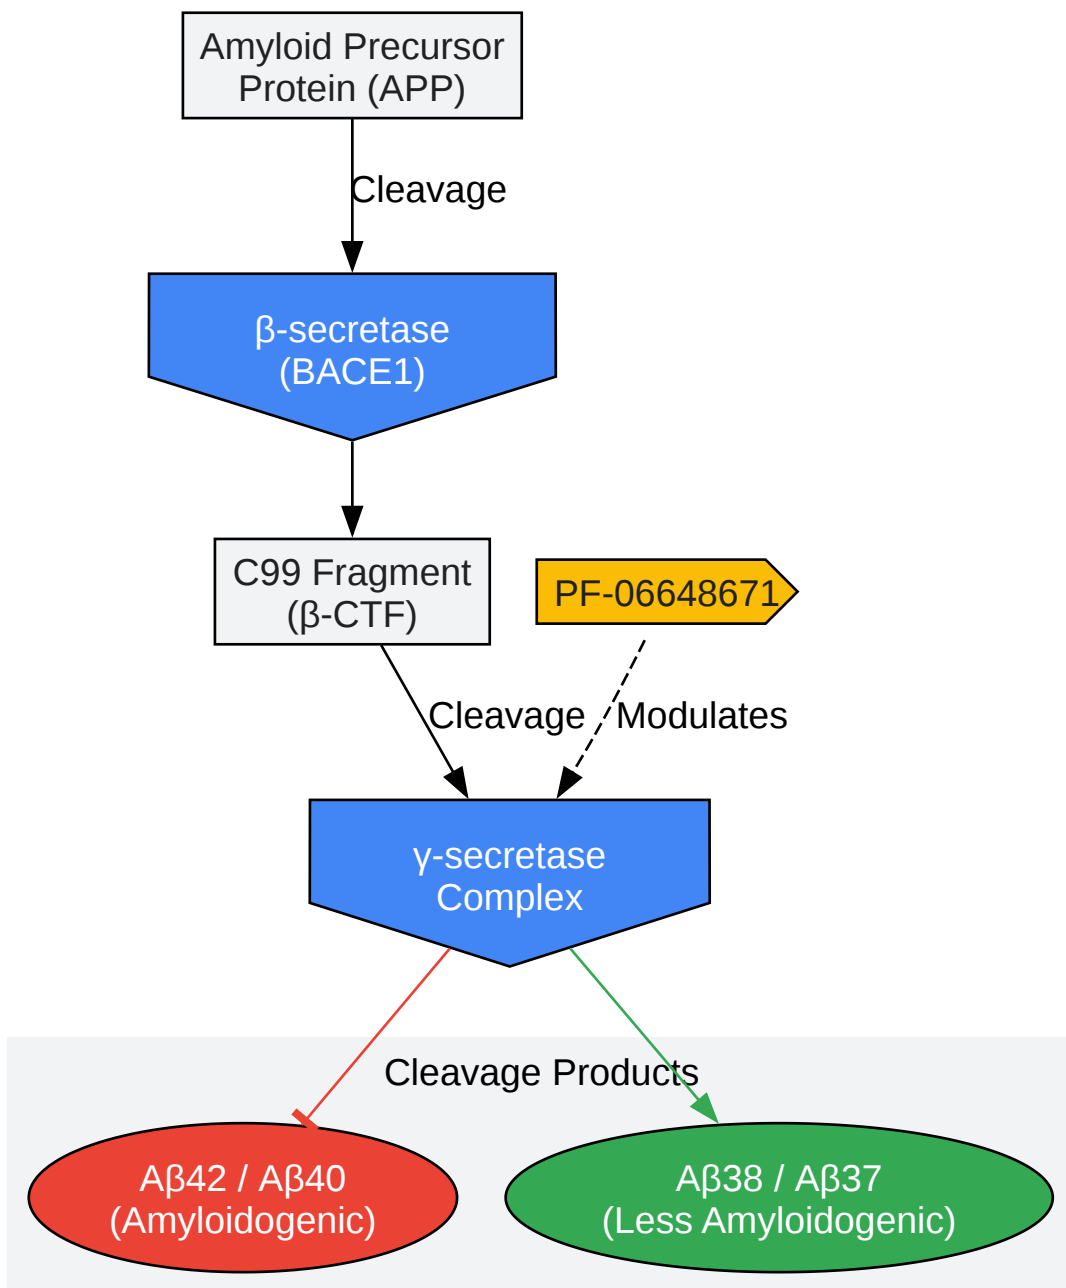 Amyloid Precursor
Protein (APP)
Cleavage
β-secretase
(BACE1)
C99 Fragment
(β-CTF)
PF-06648671
Cleavage
Modulates
γ-secretase
Complex
Cleavage Products
Aβ42 / Aβ40
(Amyloidogenic)
Aβ38 / Aβ37
(Less Amyloidogenic)